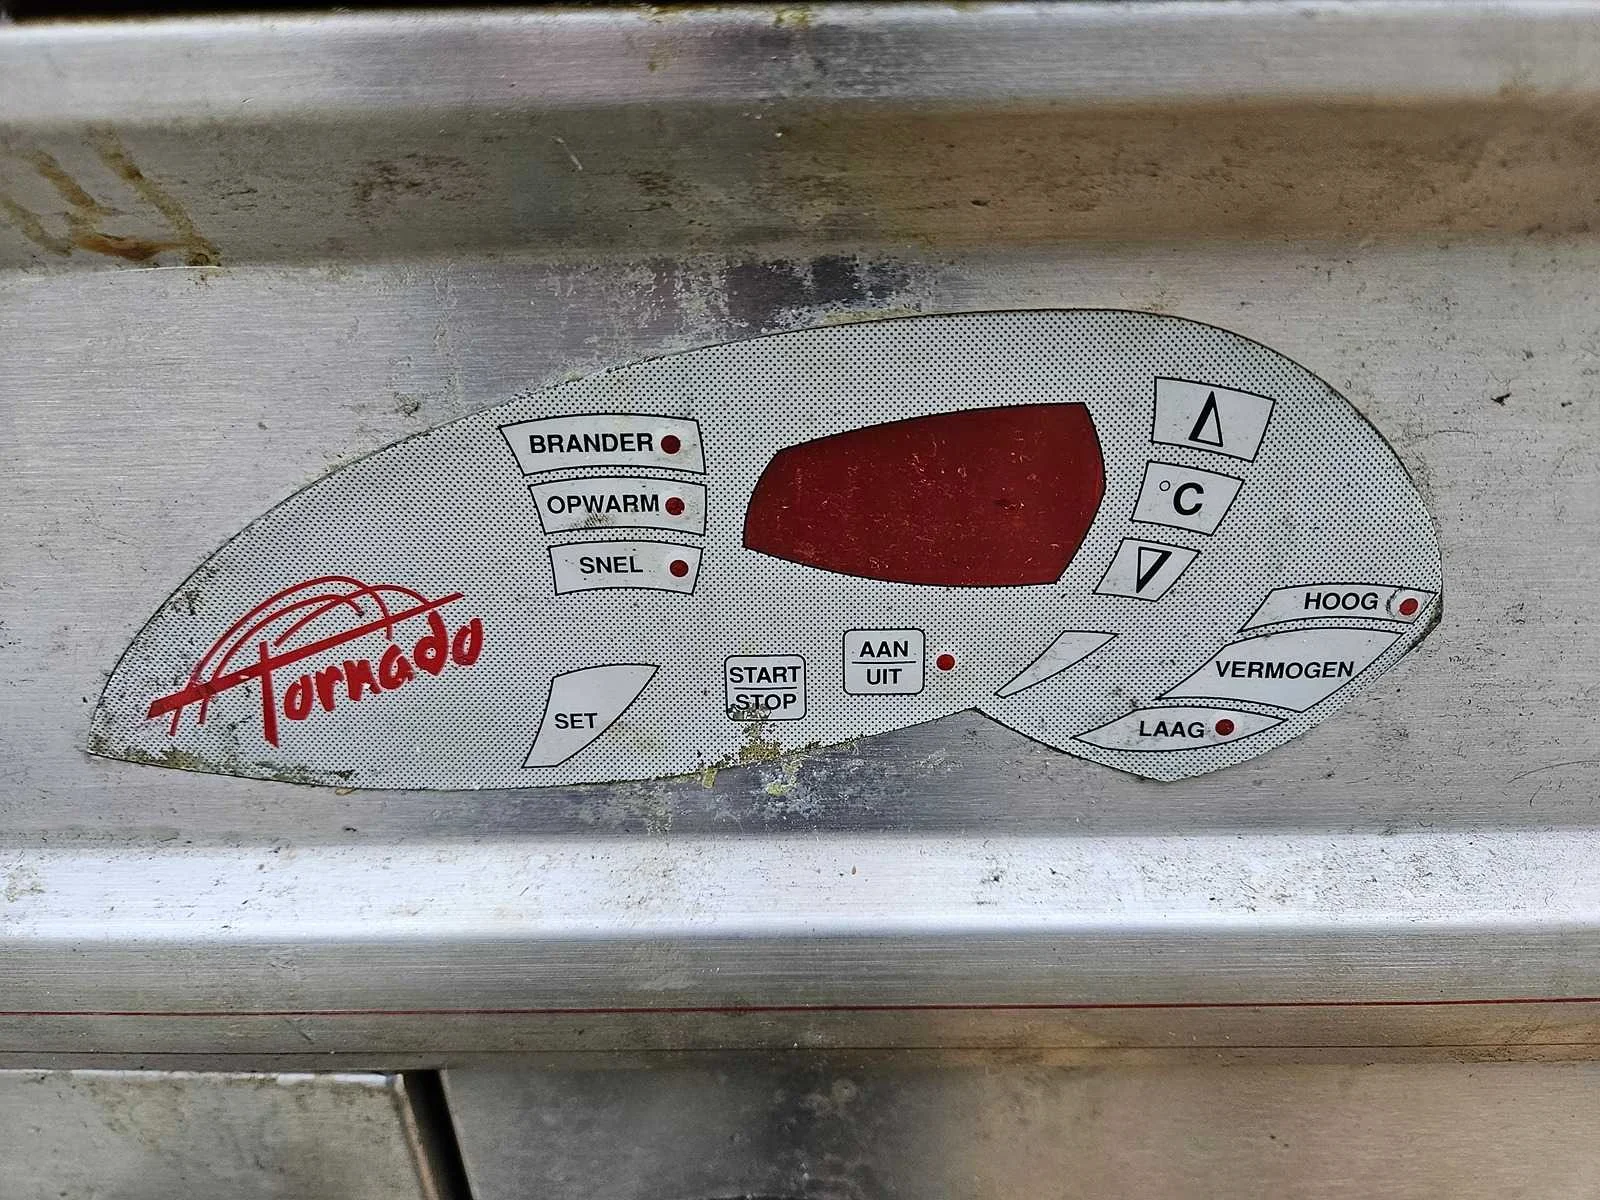 BRANDER
OPWARM
SNEL
°C
Tornado
SET
START
STOP
AAN
UIT
HOOG
VERMOGEN
LAAG